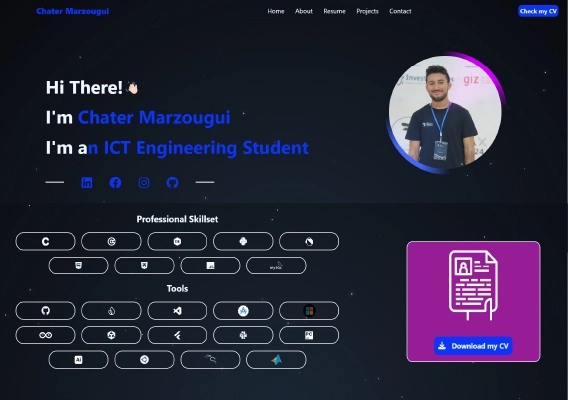 Chater Marzougui
Home About Resume Projects Contact
Check my CV
Hi There!
I'm Chater Marzougui
I'm an ICT Engineering Student
giz
Professional Skillset
Tools
Download my CV